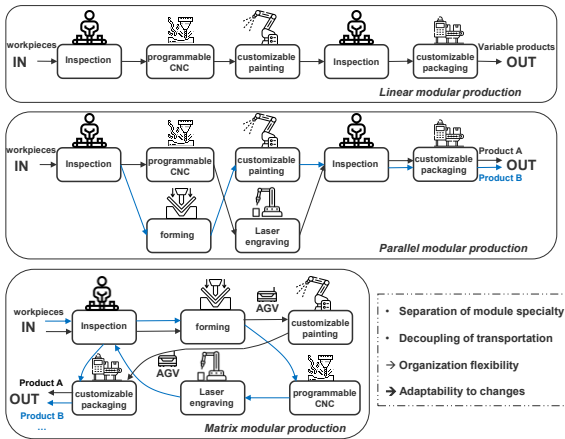 workpieces
IN
Inspection
programmable
CNC
customizable
painting
Inspection
customizable
packaging
Variable products
OUT
Linear modular production
workpieces
IN
Inspection
programmable
CNC
customizable
painting
Inspection
customizable
packaging
Product A
OUT
Product B
forming
Laser
engraving
Parallel modular production
workpieces
IN
Inspection
forming
AGV
customizable
painting
AGV
Product A
OUT
Product B
...
customizable
packaging
Laser
engraving
programmable
CNC
Matrix modular production
• Separation of module specialty
• Decoupling of transportation
→ Organization flexibility
➔ Adaptability to changes